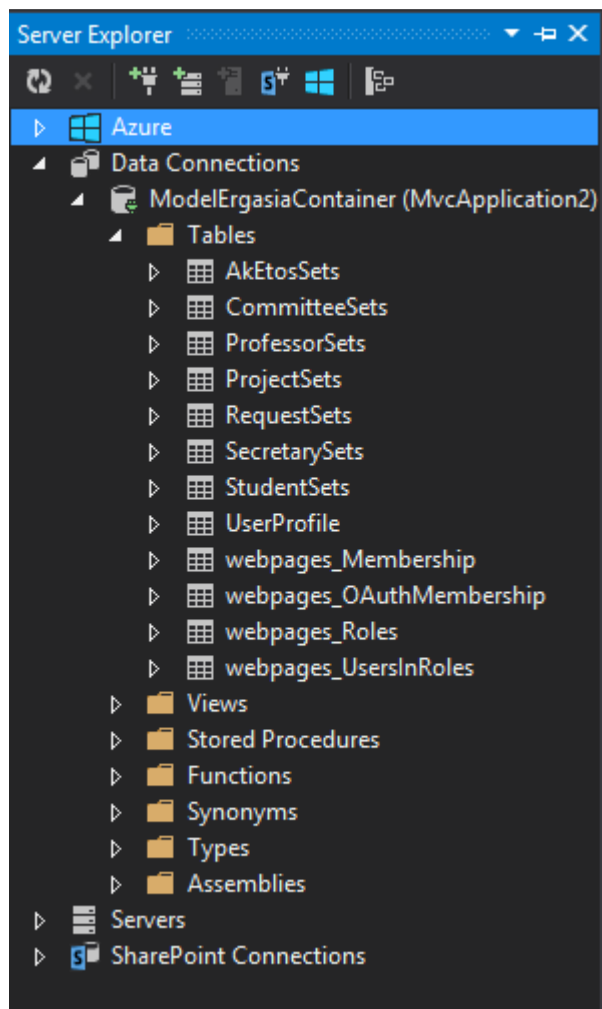 Server Explorer
Azure
Data Connections
ModelErgasiaContainer (MvcApplication2)
Tables
AkEtosSets
CommitteeSets
ProfessorSets
ProjectSets
RequestSets
SecretarySets
StudentSets
UserProfile
webpages_Membership
webpages_OAuthMembership
webpages_Roles
webpages_UsersInRoles
Views
Stored Procedures
Functions
Synonyms
Types
Assemblies
Servers
SharePoint Connections